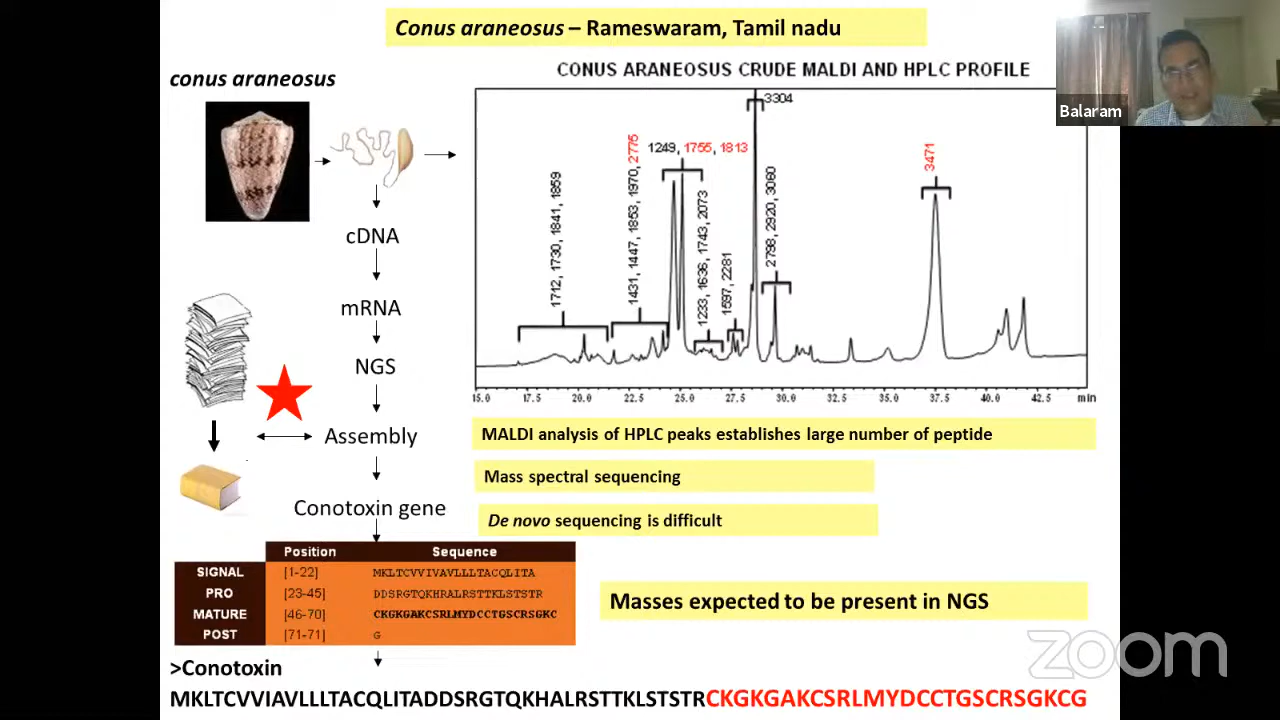 Conus araneosus – Rameswaram, Tamil nadu
conus araneosus
CONUS ARANEOSUS CRUDE MALDI AND HPLC PROFILE
Balaram
1712, 1730, 1841, 1859
1431, 1447, 1853, 1970, 2775
1249, 1755, 1813
1233, 1636, 1743, 2073
1597, 2281
3304
2798, 2920, 3060
3471
15.0 17.5 20.0 22.5 25.0 27.5 30.0 32.5 35.0 37.5 40.0 42.5 min
cDNA
mRNA
NGS
Assembly
Conotoxin gene
MALDI analysis of HPLC peaks establishes large number of peptide
Mass spectral sequencing
De novo sequencing is difficult
Position Sequence
SIGNAL [1-22] MKLTCVVIVAVLLLTACQLITA
PRO [23-45] DDSRGTQKHRALRSTTKLSTSTR
MATURE [46-70] CKGKGAKCSRLMYDCCTGSCRSGKC
POST [71-71] G
Masses expected to be present in NGS
>Conotoxin
MKLTCVVIAVLLLTACQLITADDSRGTQKHALRSTTKLSTSTRCKGKGAKCSRLMYDCCTGSCRSGKCG
zoom